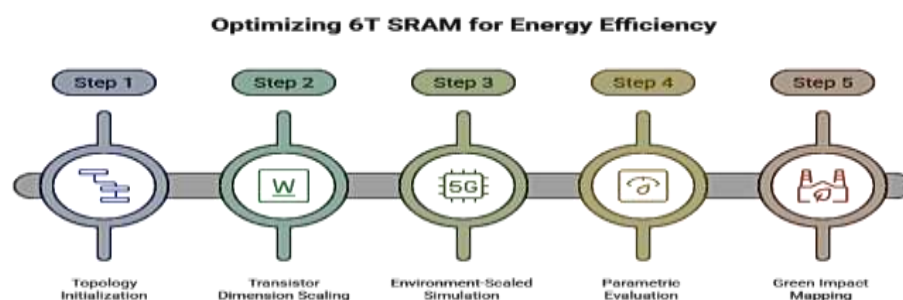 Optimizing 6T SRAM for Energy Efficiency
Step 1
Step 2
Step 3
Step 4
Step 5
W
5G
Topology
Initialization
Transistor
Dimension Scaling
Environment-Scaled
Simulation
Parametric
Evaluation
Green Impact
Mapping